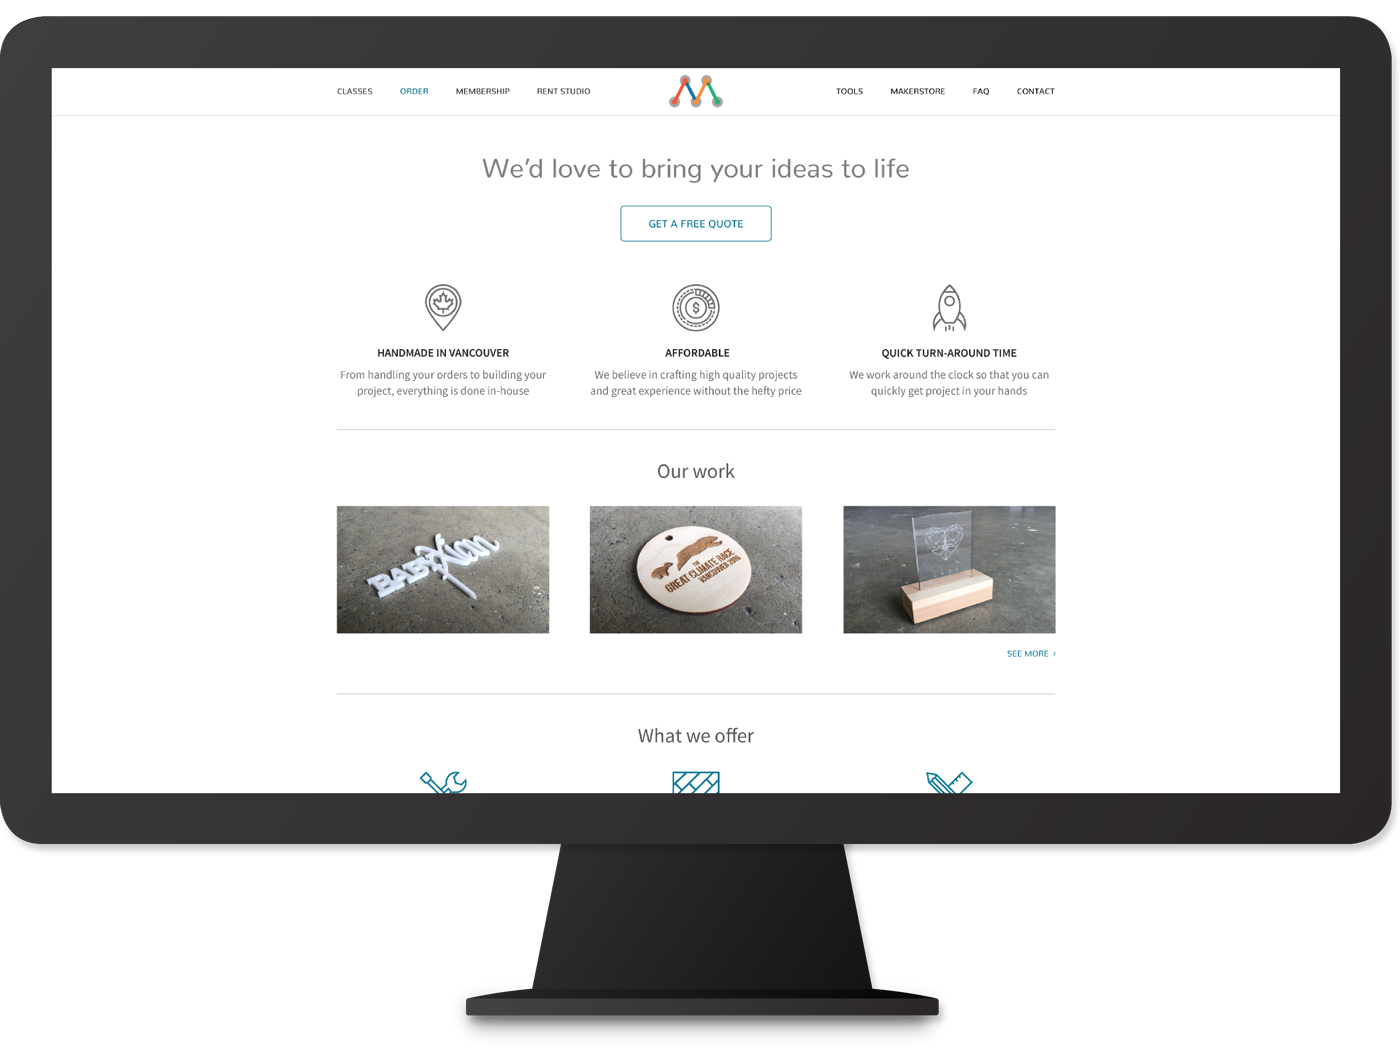 CLASSES ORDER MEMBERSHIP RENT STUDIO TOOLS MAKERSTORE FAQ CONTACT
We'd love to bring your ideas to life
GET A FREE QUOTE
$
HANDMADE IN VANCOUVER
From handling your orders to building your
project, everything is done in-house
AFFORDABLE
We believe in crafting high quality projects
and great experience without the hefty price
QUICK TURN-AROUND TIME
We work around the clock so that you can
quickly get project in your hands
Our work
BABY
THE
GREAT CLIMATE RACE
VANCOUVER 2016
SEE MORE ›
What we offer